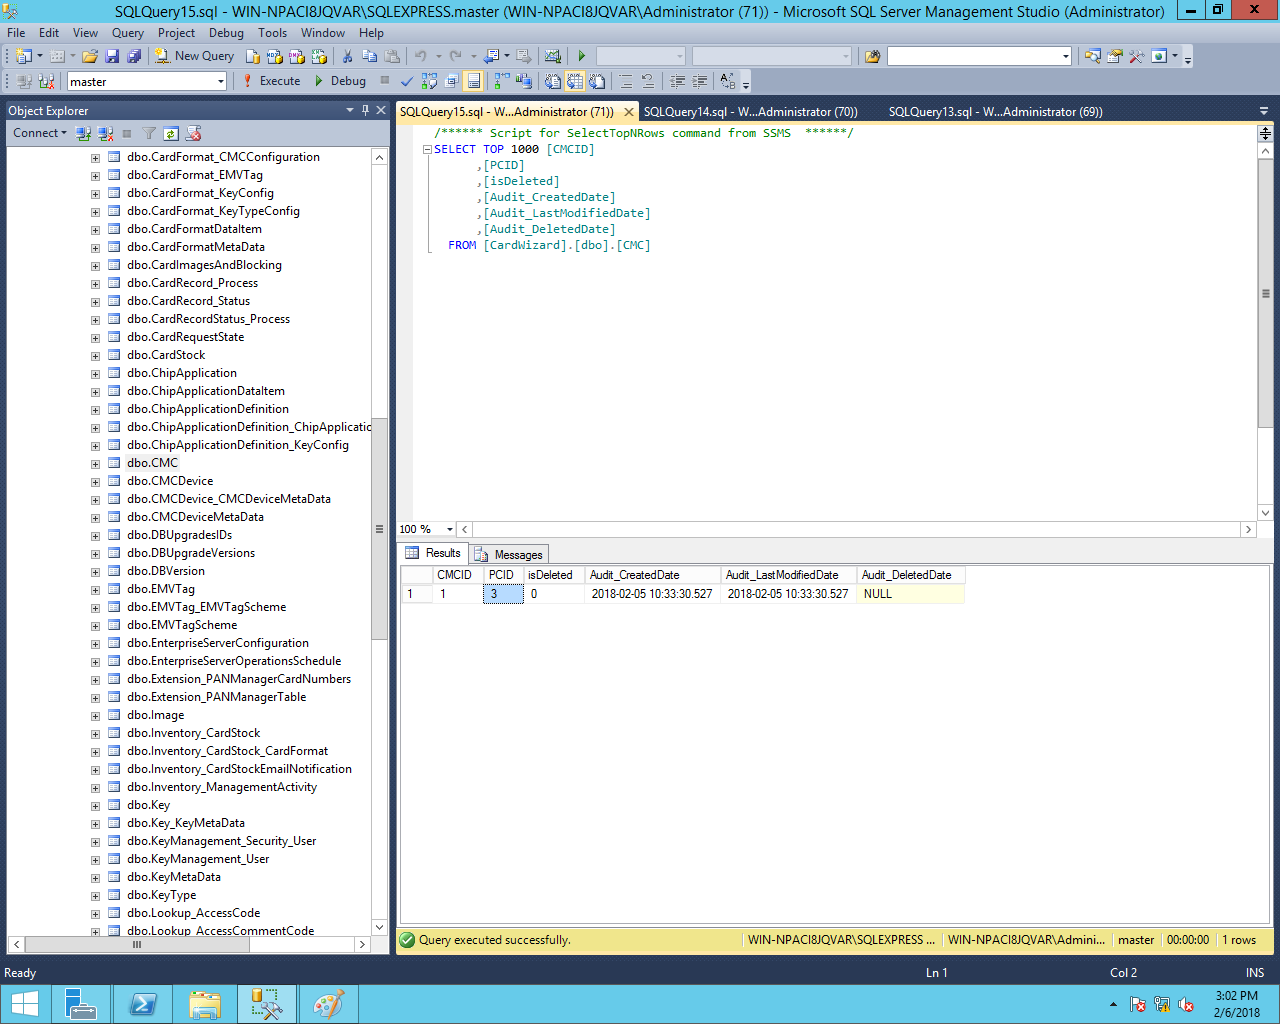 SQLQuery15.sql - WIN-NPACI8JQVAR\SQLEXPRESS.master (WIN-NPACI8JQVAR\Administrator (71)) - Microsoft SQL Server Management Studio (Administrator)
File Edit View Query Project Debug Tools Window Help
New Query
master Execute Debug
Object Explorer
Connect
dbo.CardFormat_CMCConfiguration
dbo.CardFormat_EMVTag
dbo.CardFormat_KeyConfig
dbo.CardFormat_KeyTypeConfig
dbo.CardFormatDataItem
dbo.CardFormatMetaData
dbo.CardImagesAndBlocking
dbo.CardRecord_Process
dbo.CardRecord_Status
dbo.CardRecordStatus_Process
dbo.CardRequestState
dbo.CardStock
dbo.ChipApplication
dbo.ChipApplicationDataItem
dbo.ChipApplicationDefinition
dbo.ChipApplicationDefinition_ChipApplicatio
dbo.ChipApplicationDefinition_KeyConfig
dbo.CMC
dbo.CMCDevice
dbo.CMCDevice_CMCDeviceMetaData
dbo.CMCDeviceMetaData
dbo.DBUpgradesIDs
dbo.DBUpgradeVersions
dbo.DBVersion
dbo.EMVTag
dbo.EMVTag_EMVTagScheme
dbo.EMVTagScheme
dbo.EnterpriseServerConfiguration
dbo.EnterpriseServerOperationsSchedule
dbo.Extension_PANManagerCardNumbers
dbo.Extension_PANManagerTable
dbo.Image
dbo.Inventory_CardStock
dbo.Inventory_CardStock_CardFormat
dbo.Inventory_CardStockEmailNotification
dbo.Inventory_ManagementActivity
dbo.Key
dbo.Key_KeyMetaData
dbo.KeyManagement_Security_User
dbo.KeyManagement_User
dbo.KeyMetaData
dbo.KeyType
dbo.Lookup_AccessCode
dbo.Lookup_AccessCommentCode
SQLQuery15.sql - W...Administrator (71)) SQLQuery14.sql - W...Administrator (70)) SQLQuery13.sql - W...Administrator (69))
/****** Script for SelectTopNRows command from SSMS ******/
SELECT TOP 1000 [CMCID]
,[PCID]
,[isDeleted]
,[Audit_CreatedDate]
,[Audit_LastModifiedDate]
,[Audit_DeletedDate]
FROM [CardWizard].[dbo].[CMC]
100 %
Results Messages
CMCID PCID isDeleted Audit_CreatedDate Audit_LastModifiedDate Audit_DeletedDate
1 1 3 0 2018-02-05 10:33:30.527 2018-02-05 10:33:30.527 NULL
Query executed successfully. WIN-NPACI8JQVAR\SQLEXPRESS ... WIN-NPACI8JQVAR\Admini... master 00:00:00 1 rows
Ready Ln 1 Col 2 INS
3:02 PM
2/6/2018